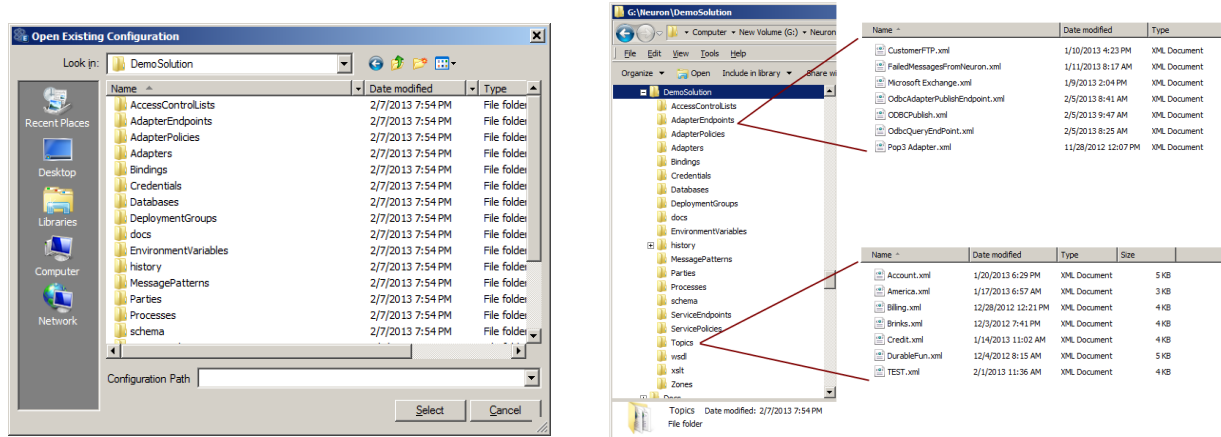 Open Existing Configuration
Look in:
DemoSolution
Name
Date modified
Type
AccessControlLists 2/7/2013 7:54 PM File folder
AdapterEndpoints 2/7/2013 7:54 PM File folder
AdapterPolicies 2/7/2013 7:54 PM File folder
Adapters 2/7/2013 7:54 PM File folder
Bindings 2/7/2013 7:54 PM File folder
Credentials 2/7/2013 7:54 PM File folder
Databases 2/7/2013 7:54 PM File folder
DeploymentGroups 2/7/2013 7:54 PM File folder
docs 2/7/2013 7:54 PM File folder
EnvironmentVariables 2/7/2013 7:54 PM File folder
history 2/7/2013 7:54 PM File folder
MessagePatterns 2/7/2013 7:54 PM File folder
Parties 2/7/2013 7:54 PM File folder
Processes 2/7/2013 7:54 PM File folder
schema 2/7/2013 7:54 PM File folder
Recent Places
Desktop
Libraries
Computer
Network
Configuration Path
Select
Cancel
G:\Neuron\DemoSolution
Computer New Volume (G:) Neuron
File Edit View Tools Help
Organize Open Include in library Share wi
DemoSolution
AccessControlLists
AdapterEndpoints
AdapterPolicies
Adapters
Bindings
Credentials
Databases
DeploymentGroups
docs
EnvironmentVariables
history
MessagePatterns
Parties
Processes
schema
ServiceEndpoints
ServicePolicies
Topics
wsdl
xslt
Zones
Topics Date modified: 2/7/2013 7:54 PM
File folder
Name Date modified Type
CustomerFTP.xml 1/10/2013 4:23 PM XML Document
FailedMessagesFromNeuron.xml 1/11/2013 8:17 AM XML Document
Microsoft Exchange.xml 1/9/2013 2:04 PM XML Document
OdbcAdapterPublishEndpoint.xml 2/5/2013 8:41 AM XML Document
ODBCPublish.xml 2/5/2013 9:47 AM XML Document
OdbcQueryEndPoint.xml 2/5/2013 8:25 AM XML Document
Pop3 Adapter.xml 11/28/2012 12:07 PM XML Document
Name Date modified Type Size
Account.xml 1/20/2013 6:29 PM XML Document 5 KB
America.xml 1/17/2013 6:57 AM XML Document 3 KB
Billing.xml 12/28/2012 12:21 PM XML Document 4 KB
Brinks.xml 12/3/2012 7:41 PM XML Document 4 KB
Credit.xml 1/14/2013 11:02 AM XML Document 4 KB
DurableFun.xml 12/4/2012 8:15 AM XML Document 5 KB
TEST.xml 2/1/2013 11:36 AM XML Document 4 KB